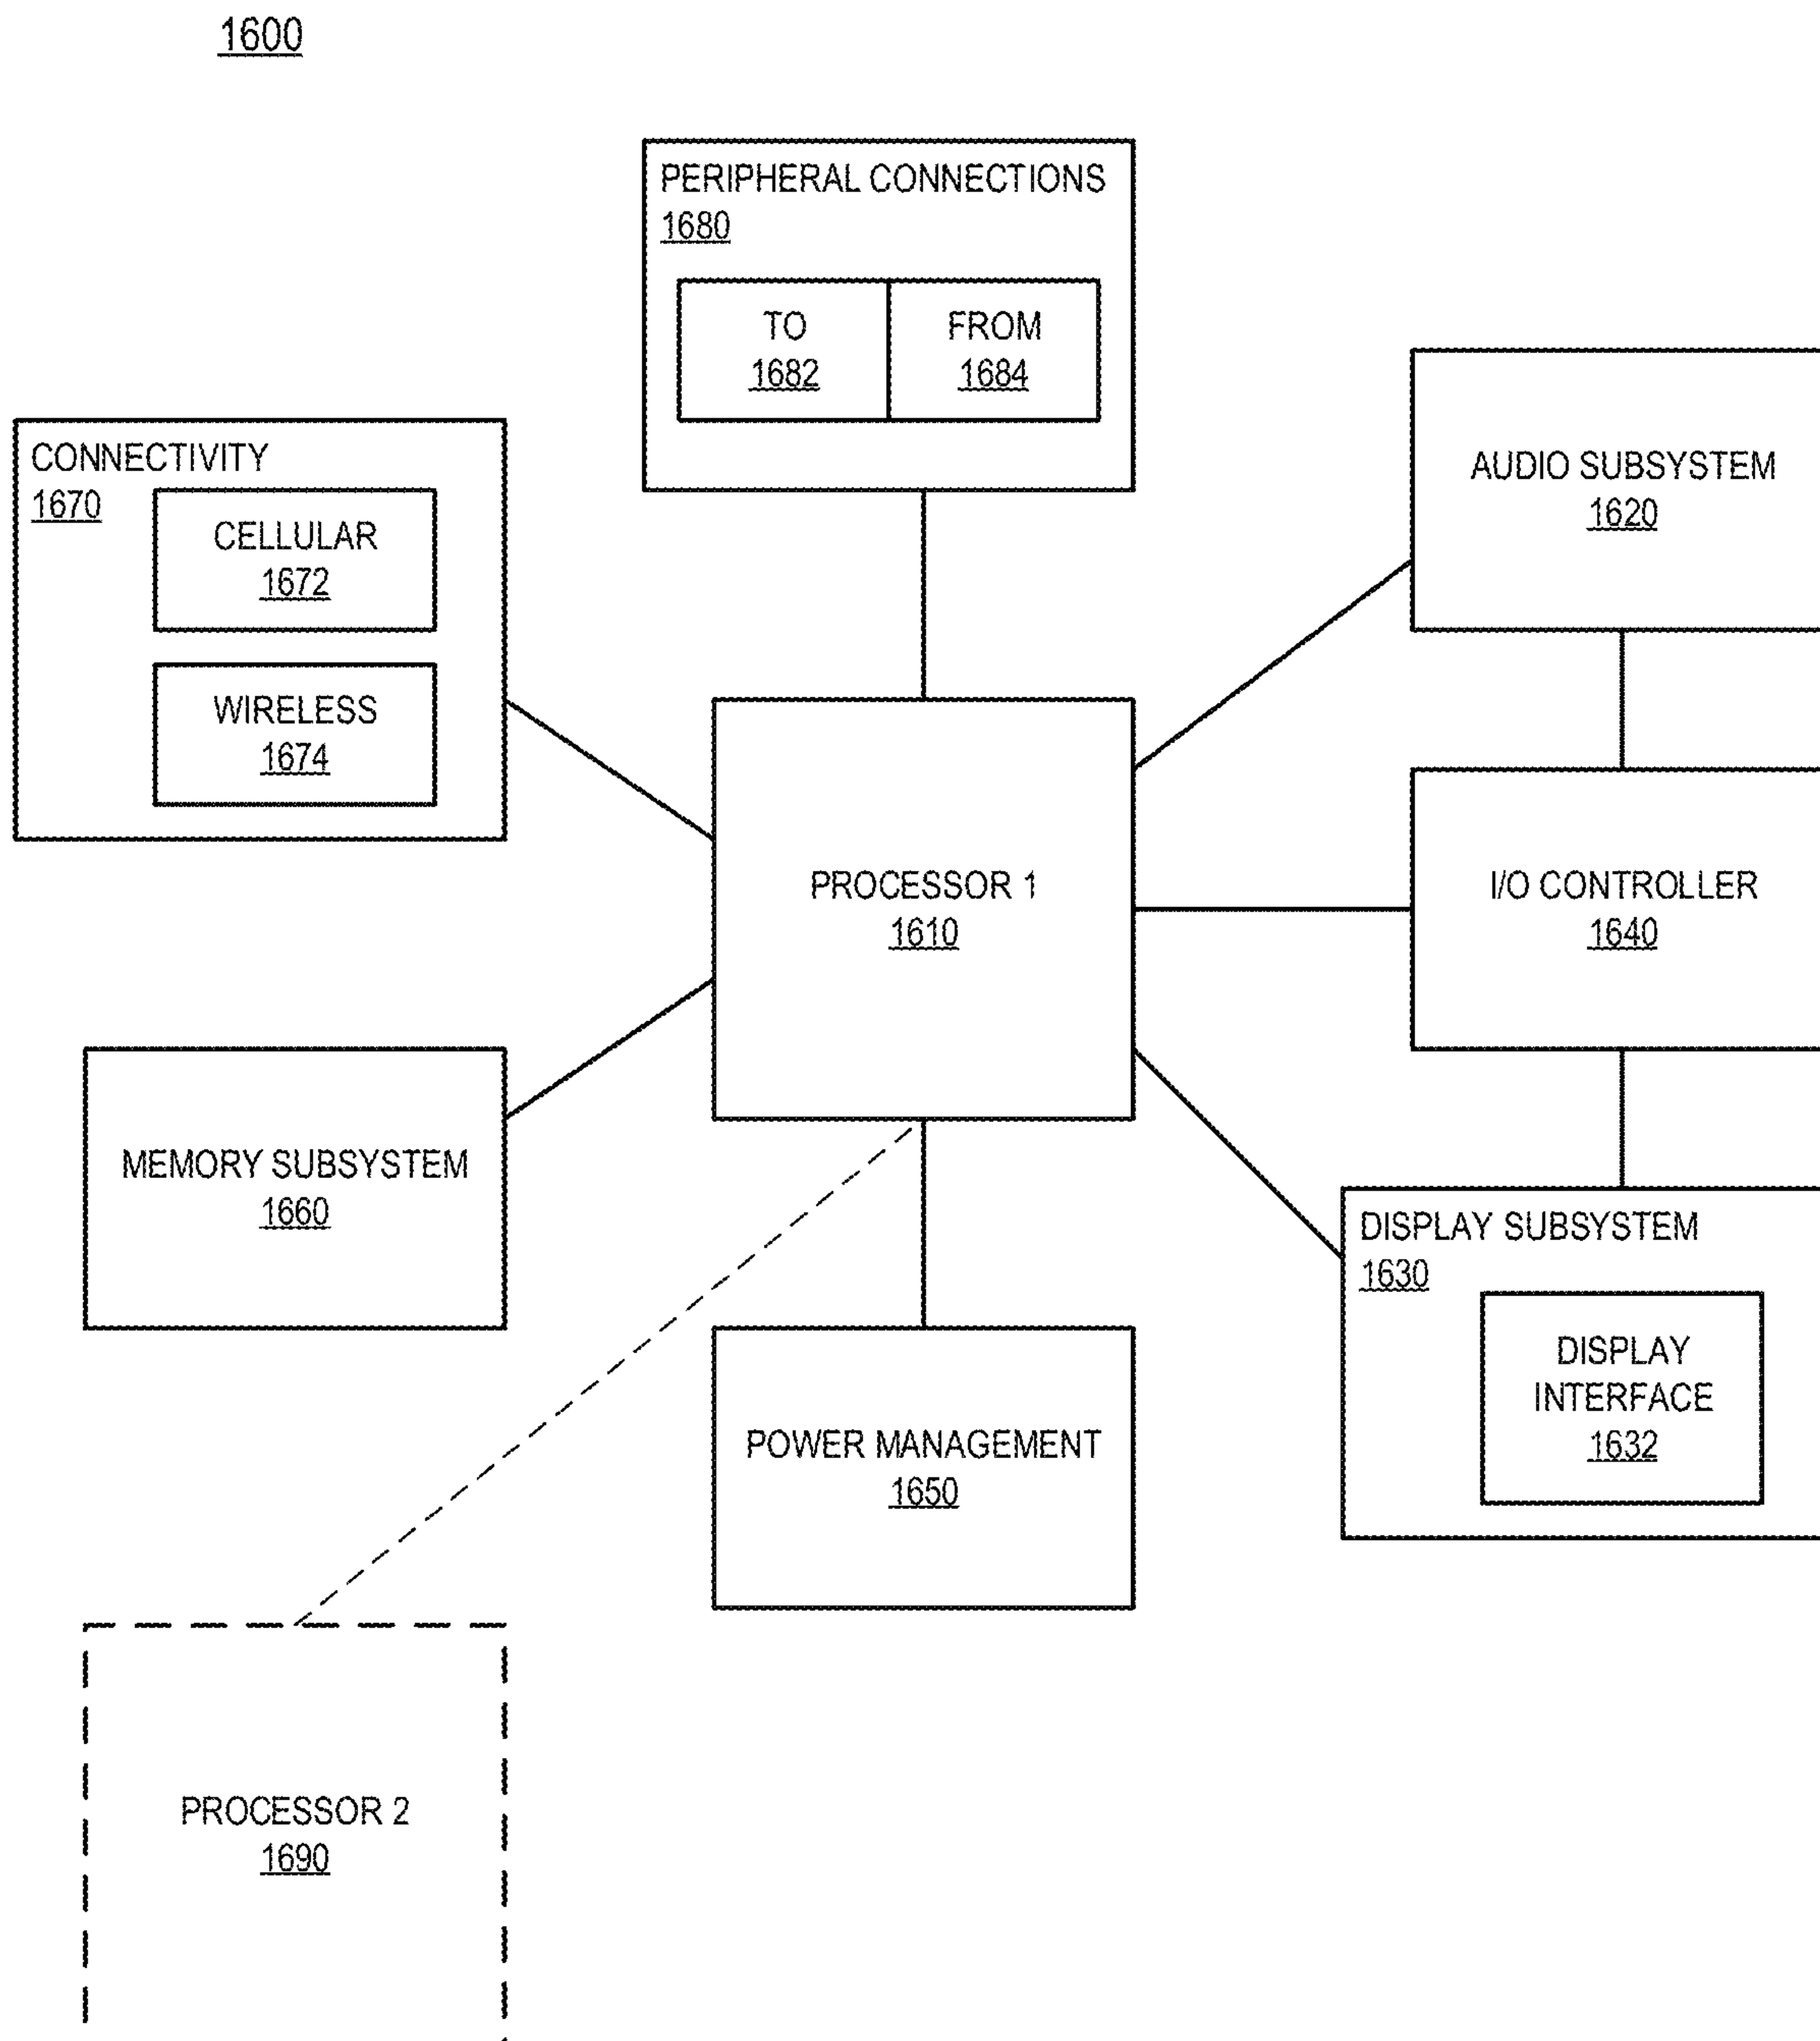 1600
PERIPHERAL CONNECTIONS
1680
TO
1682
FROM
1684
CONNECTIVITY
1670
CELLULAR
1672
WIRELESS
1674
AUDIO SUBSYSTEM
1620
PROCESSOR 1
1610
I/O CONTROLLER
1640
MEMORY SUBSYSTEM
1660
DISPLAY SUBSYSTEM
1630
DISPLAY
INTERFACE
1632
POWER MANAGEMENT
1650
PROCESSOR 2
1690